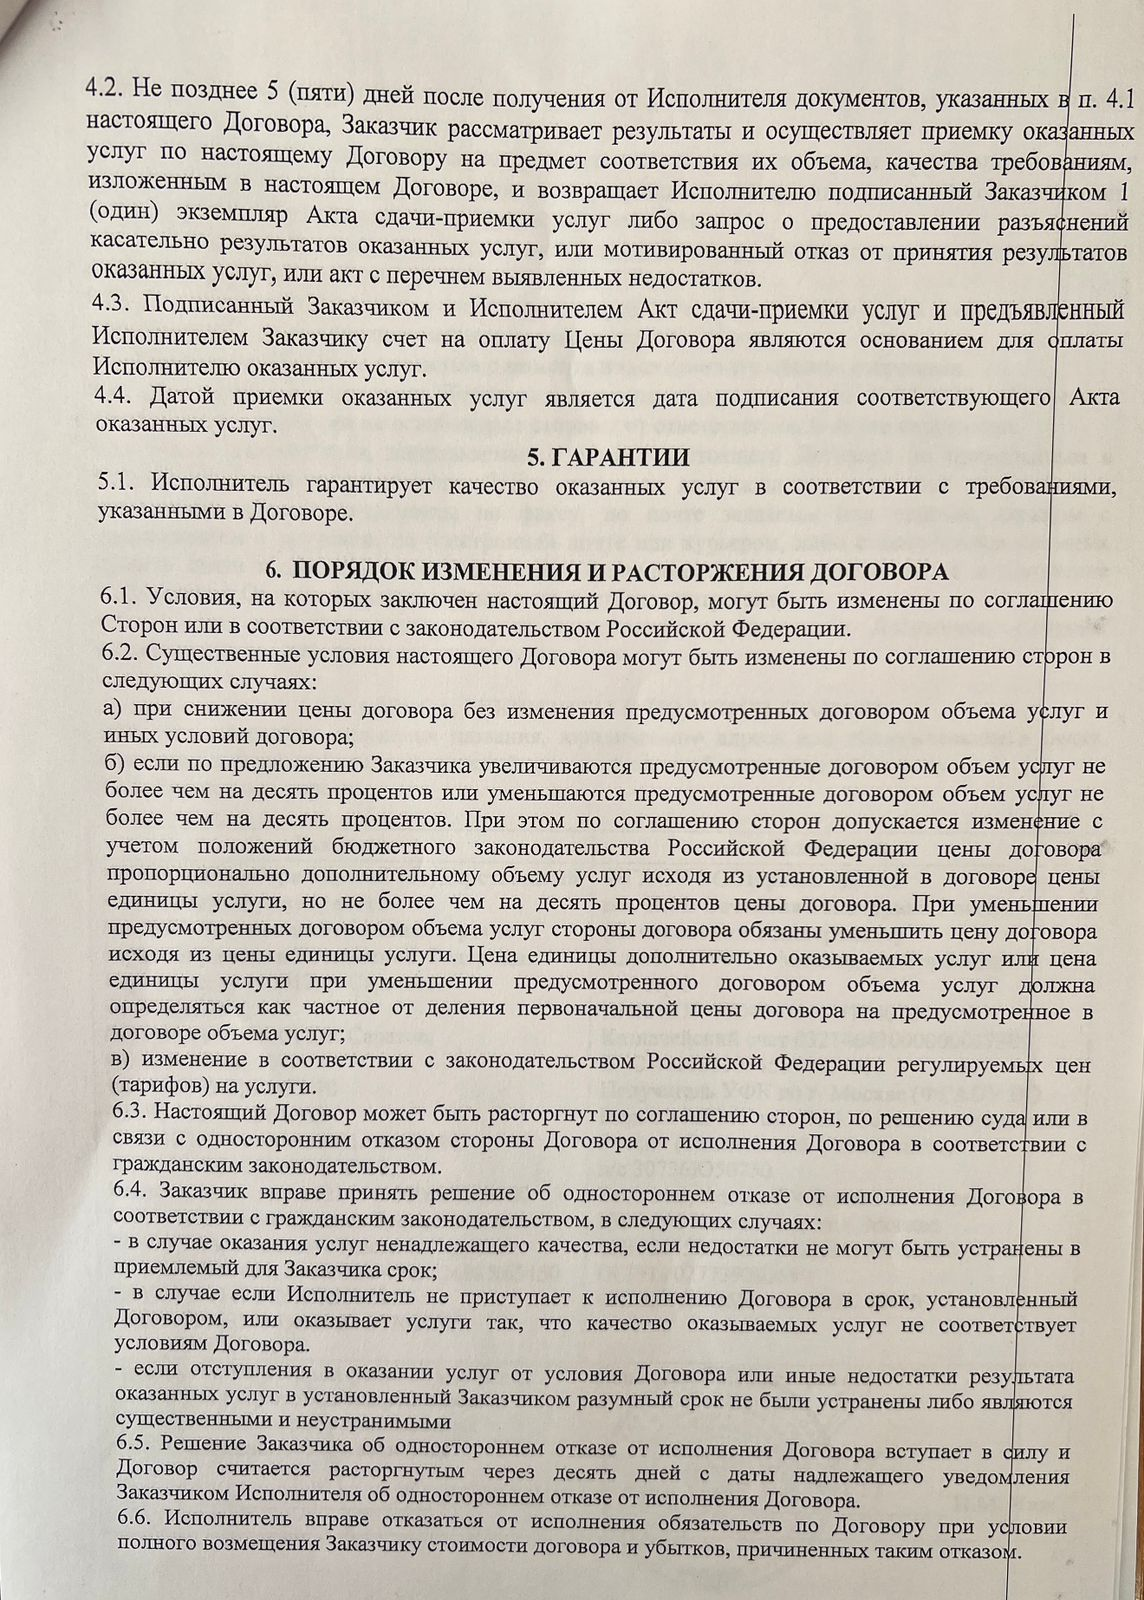 4.2. Не позднее 5 (пяти) дней после получения от Исполнителя документов, указанных в п. 4.1
настоящего Договора, Заказчик рассматривает результаты и осуществляет приемку оказанных
услуг по настоящему Договору на предмет соответствия их объема, качества требованиям,
изложенным в настоящем Договоре, и возвращает Исполнителю подписанный Заказчиком 1
(один) экземпляр Акта сдачи-приемки услуг либо запрос о предоставлении разъяснений
касательно результатов оказанных услуг, или мотивированный отказ от принятия результатов
оказанных услуг, или акт с перечнем выявленных недостатков.
4.3. Подписанный Заказчиком и Исполнителем Акт сдачи-приемки услуг и предъявленный
Исполнителем Заказчику счет на оплату Цены Договора являются основанием для оплаты
Исполнителю оказанных услуг.
4.4. Датой приемки оказанных услуг является дата подписания соответствующего Акта
оказанных услуг.
5. ГАРАНТИИ
5.1. Исполнитель гарантирует качество оказанных услуг в соответствии с требованиями,
указанными в Договоре.
6. ПОРЯДОК ИЗМЕНЕНИЯ И РАСТОРЖЕНИЯ ДОГОВОРА
6.1. Условия, на которых заключен настоящий Договор, могут быть изменены по соглашению
Сторон или в соответствии с законодательством Российской Федерации.
6.2. Существенные условия настоящего Договора могут быть изменены по соглашению сторон в
следующих случаях:
а) при снижении цены договора без изменения предусмотренных договором объема услуг и
иных условий договора;
б) если по предложению Заказчика увеличиваются предусмотренные договором объем услуг не
более чем на десять процентов или уменьшаются предусмотренные договором объем услуг не
более чем на десять процентов. При этом по соглашению сторон допускается изменение с
учетом положений бюджетного законодательства Российской Федерации цены договора
пропорционально дополнительному объему услуг исходя из установленной в договоре цены
единицы услуги, но не более чем на десять процентов цены договора. При уменьшении
предусмотренных договором объема услуг стороны договора обязаны уменьшить цену договора
исходя из цены единицы услуги. Цена единицы дополнительно оказываемых услуг или цена
единицы услуги при уменьшении предусмотренного договором объема услуг должна
определяться как частное от деления первоначальной цены договора на предусмотренное в
договоре объема услуг;
в) изменение в соответствии с законодательством Российской Федерации регулируемых цен
(тарифов) на услуги.
6.3. Настоящий Договор может быть расторгнут по соглашению сторон, по решению суда или в
связи с односторонним отказом стороны Договора от исполнения Договора в соответствии с
гражданским законодательством.
6.4. Заказчик вправе принять решение об одностороннем отказе от исполнения Договора в
соответствии с гражданским законодательством, в следующих случаях:
- в случае оказания услуг ненадлежащего качества, если недостатки не могут быть устранены в
приемлемый для Заказчика срок;
- в случае если Исполнитель не приступает к исполнению Договора в срок, установленный
Договором, или оказывает услуги так, что качество оказываемых услуг не соответствует
условиям Договора.
- если отступления в оказании услуг от условия Договора или иные недостатки результата
оказанных услуг в установленный Заказчиком разумный срок не были устранены либо являются
существенными и неустранимыми
6.5. Решение Заказчика об одностороннем отказе от исполнения Договора вступает в силу и
Договор считается расторгнутым через десять дней с даты надлежащего уведомления
Заказчиком Исполнителя об одностороннем отказе от исполнения Договора.
6.6. Исполнитель вправе отказаться от исполнения обязательств по Договору при условии
полного возмещения Заказчику стоимости договора и убытков, причиненных таким отказом.